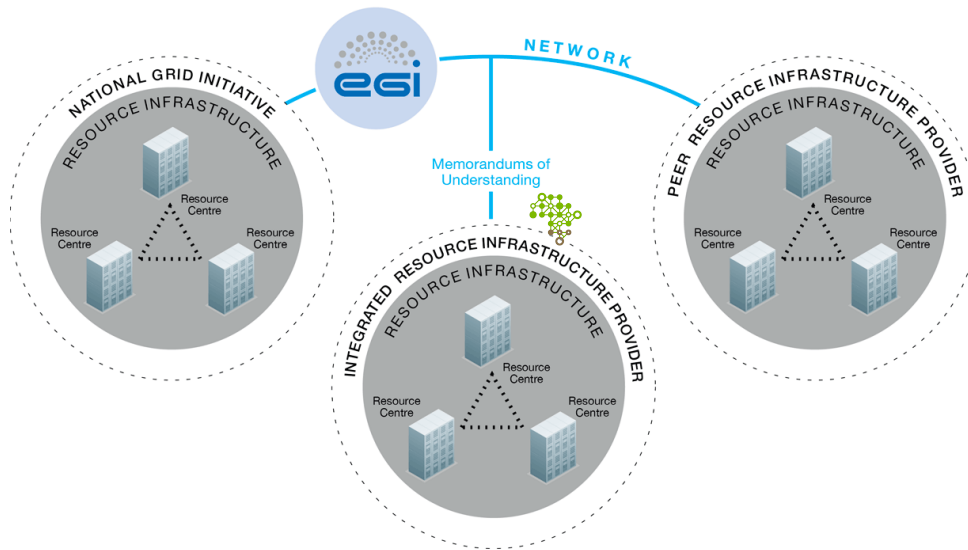 egi
NETWORK
NATIONAL GRID INITIATIVE
RESOURCE INFRASTRUCTURE
Resource
Centre
Resource
Centre
Resource
Centre
Memorandums of
Understanding
INTEGRATED RESOURCE INFRASTRUCTURE PROVIDER
RESOURCE INFRASTRUCTURE
Resource
Centre
Resource
Centre
Resource
Centre
PEER RESOURCE INFRASTRUCTURE PROVIDER
RESOURCE INFRASTRUCTURE
Resource
Centre
Resource
Centre
Resource
Centre